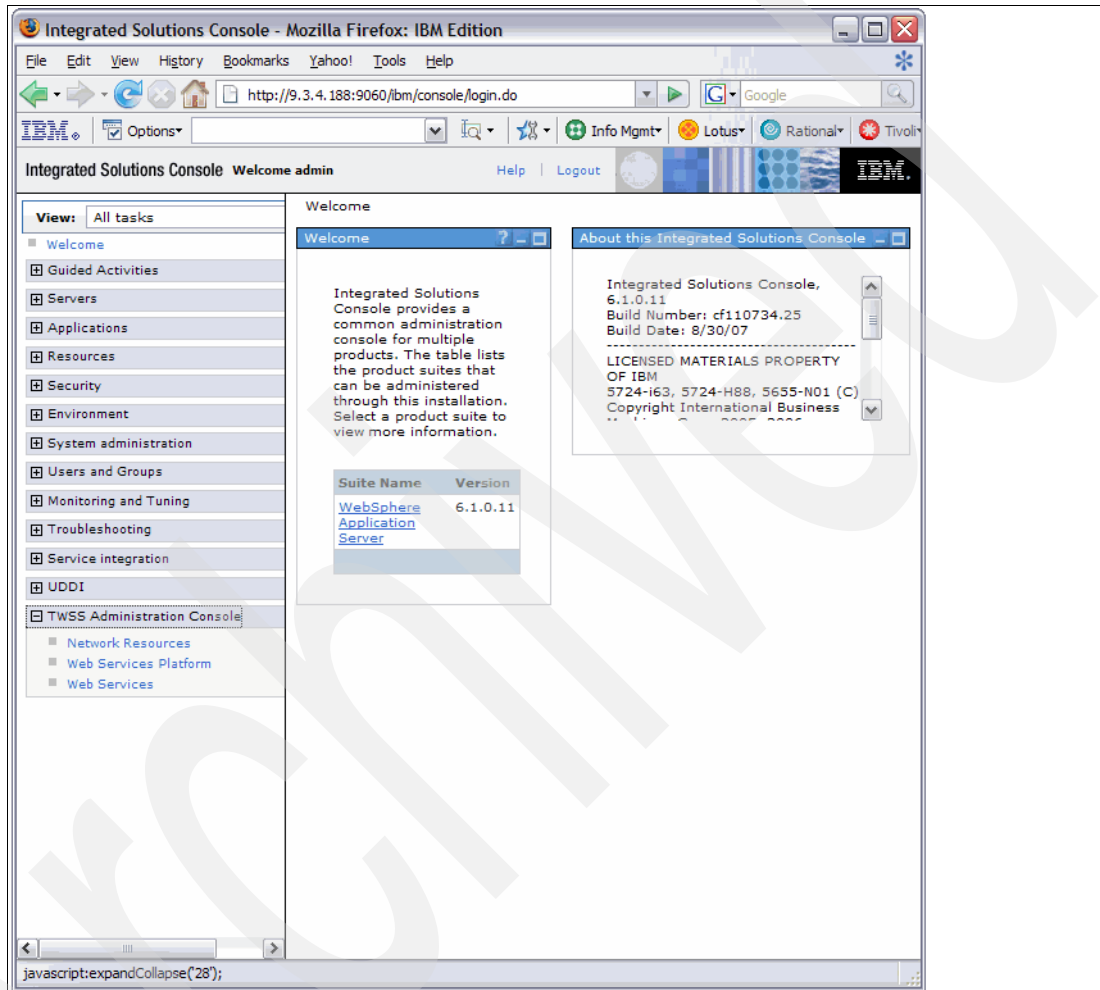 Integrated Solutions Console - Mozilla Firefox: IBM Edition
File Edit View History Bookmarks Yahoo! Tools Help
http://9.3.4.188:9060/ibm/console/login.do
G Google
IBM Options Info Mgmt Lotus Rational Tivoli
Integrated Solutions Console Welcome admin Help | Logout IBM.
View: All tasks
Welcome
Guided Activities
Servers
Applications
Resources
Security
Environment
System administration
Users and Groups
Monitoring and Tuning
Troubleshooting
Service integration
UDDI
TWSS Administration Console
Network Resources
Web Services Platform
Web Services
Welcome
Welcome ?
Integrated Solutions
Console provides a
common administration
console for multiple
products. The table lists
the product suites that
can be administered
through this installation.
Select a product suite to
view more information.
Suite Name Version
WebSphere 6.1.0.11
Application
Server
About this Integrated Solutions Console
Integrated Solutions Console,
6.1.0.11
Build Number: cf110734.25
Build Date: 8/30/07
----------------------------------------
LICENSED MATERIALS PROPERTY
OF IBM
5724-i63, 5724-H88, 5655-N01 (C)
Copyright International Business
javascript:expandCollapse('28');